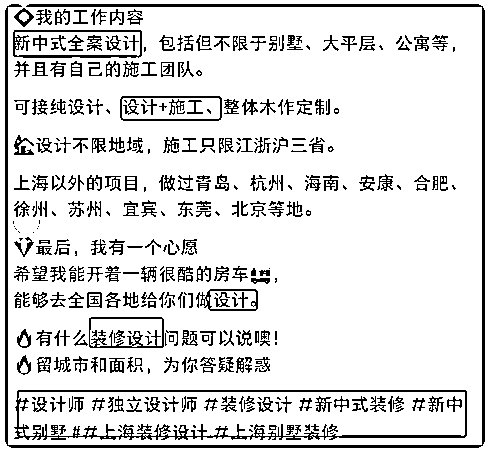 我的工作内容
新中式全案设计，包括但不限于别墅、大平层、公寓等，
并且有自己的施工团队。
可接纯设计、设计+施工、整体木作定制。
设计不限地域，施工只限江浙沪三省。
上海以外的项目，做过青岛、杭州、海南、安康、合肥、
徐州、苏州、宜宾、东莞、北京等地。
最后，我有一个心愿
希望我能开着一辆很酷的房车，
能够去全国各地给你们做设计。
有什么装修设计问题可以说噢！
留城市和面积，为你答疑解惑
#设计师 #独立设计师 #装修设计 #新中式装修 #新中
式别墅 ##上海装修设计 #上海别墅装修